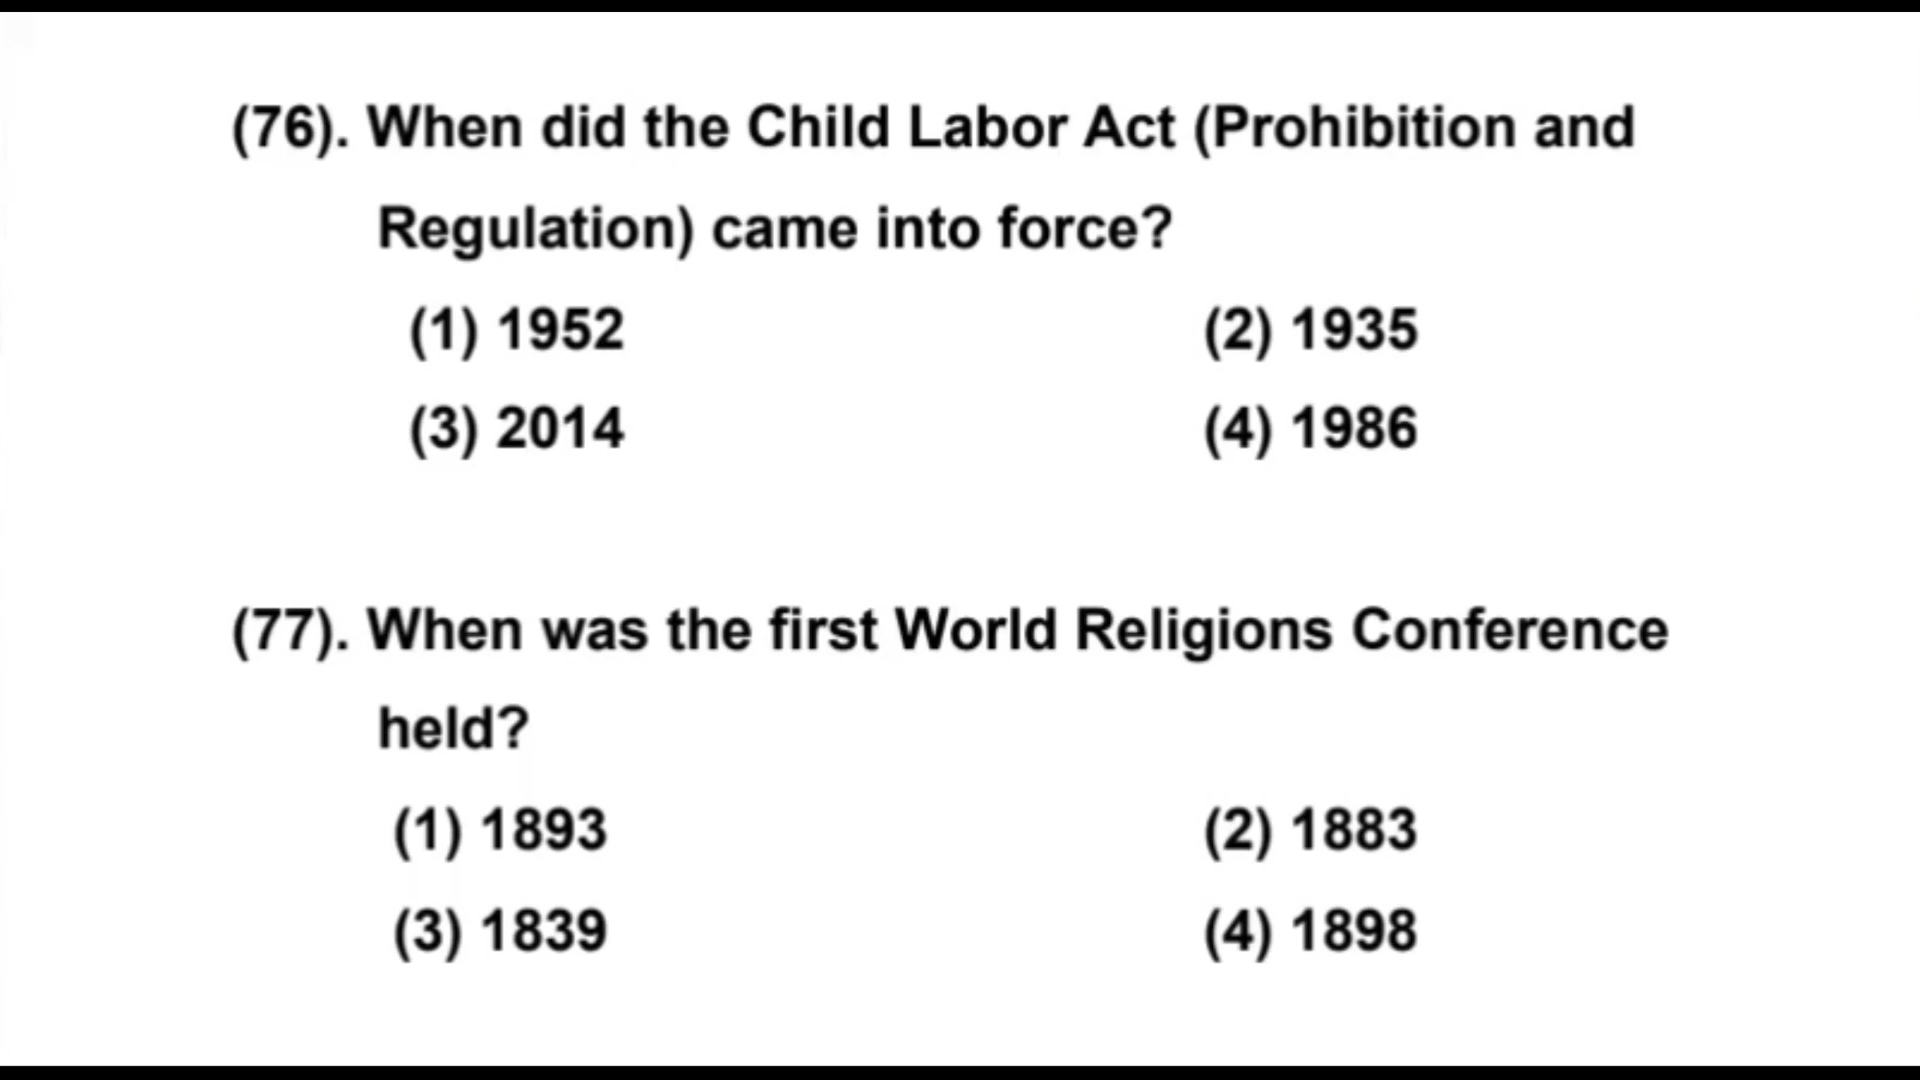 (76). When did the Child Labor Act (Prohibition and
Regulation) came into force?
(1) 1952 (2) 1935
(3) 2014 (4) 1986
(77). When was the first World Religions Conference
held?
(1) 1893 (2) 1883
(3) 1839 (4) 1898